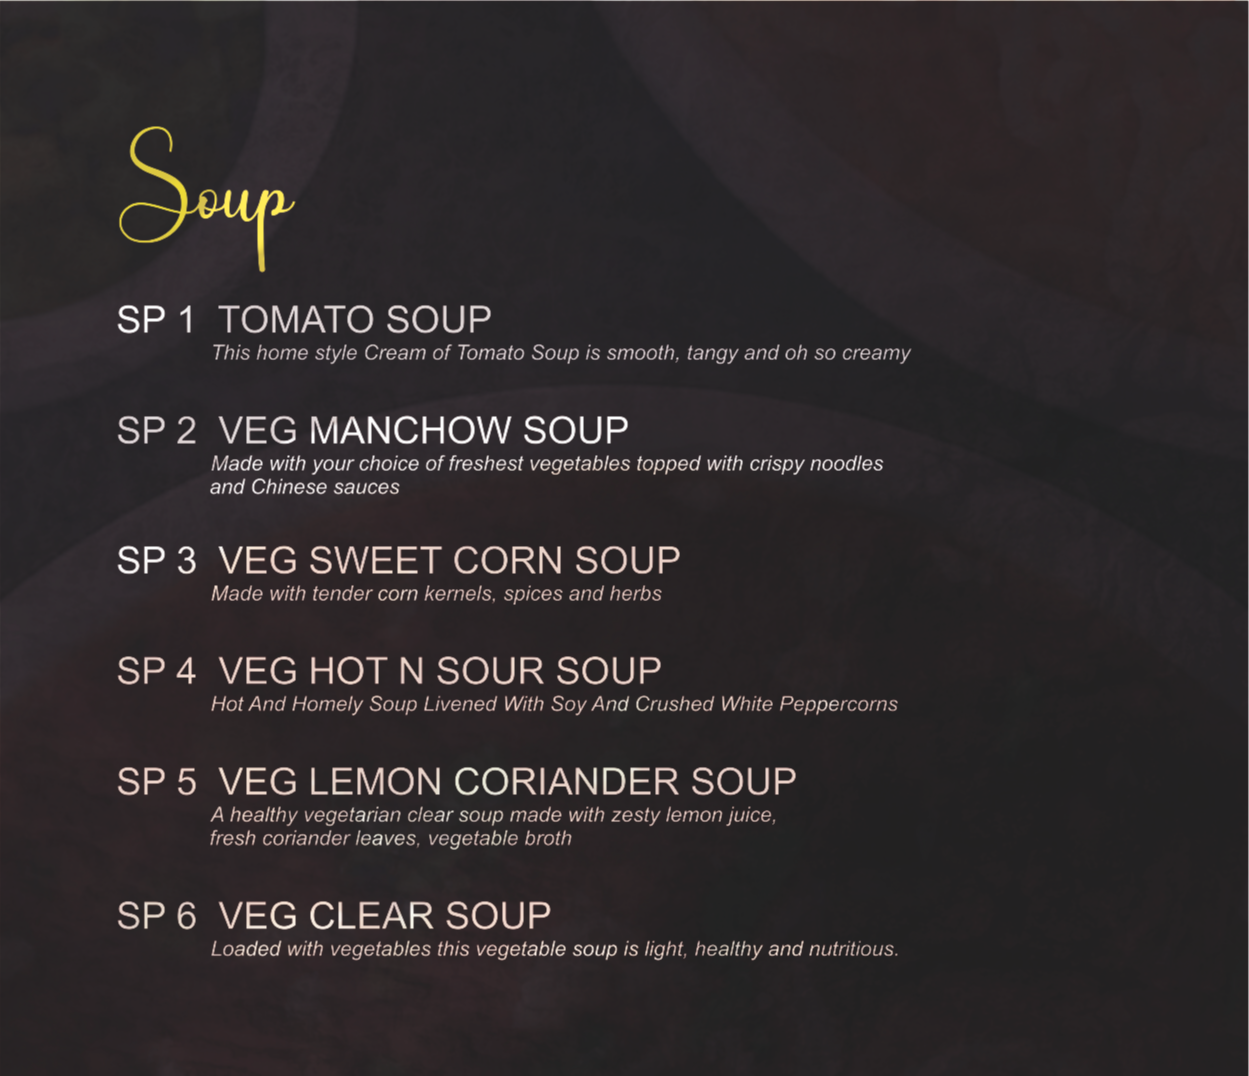 Soup
SP 1 TOMATO SOUP
This home style Cream of Tomato Soup is smooth, tangy and oh so creamy
SP 2 VEG MANCHOW SOUP
Made with your choice of freshest vegetables topped with crispy noodles
and Chinese sauces
SP 3 VEG SWEET CORN SOUP
Made with tender corn kernels, spices and herbs
SP 4 VEG HOT N SOUR SOUP
Hot And Homely Soup Livened With Soy And Crushed White Peppercorns
SP 5 VEG LEMON CORIANDER SOUP
A healthy vegetarian clear soup made with zesty lemon juice,
fresh coriander leaves, vegetable broth
SP 6 VEG CLEAR SOUP
Loaded with vegetables this vegetable soup is light, healthy and nutritious.